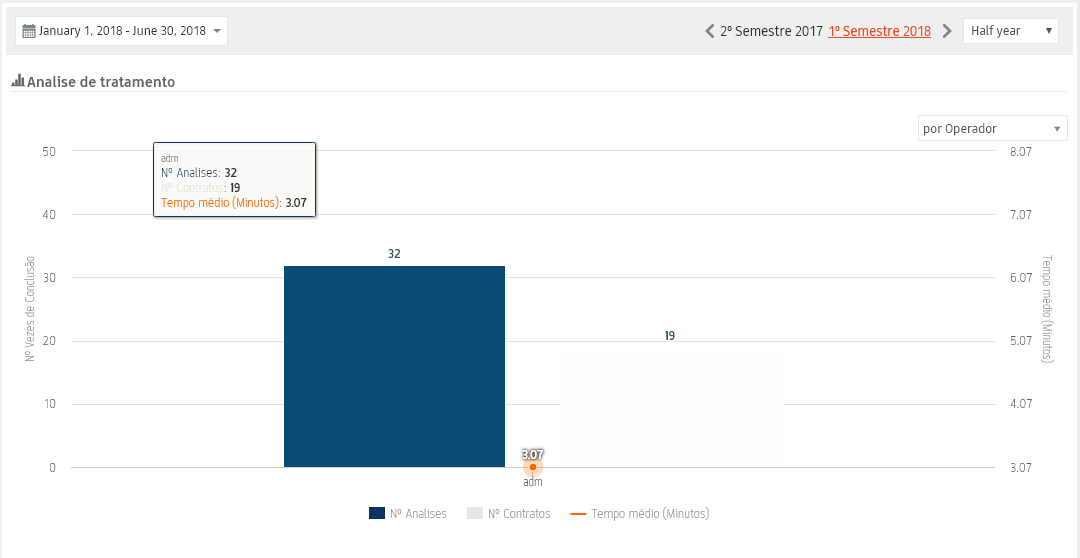 January 1, 2018 - June 30, 2018
2º Semestre 2017 1º Semestre 2018
Half year
Analise de tratamento
por Operador
50
40
30
20
10
0
Nº Vezes de Conclusão
adm
Nº Analises: 32
Nº Contratos: 19
Tempo médio (Minutos): 3.07
32
19
3.07
adm
8.07
7.07
6.07
5.07
4.07
3.07
Tempo médio (Minutos)
Nº Analises
Nº Contratos
Tempo médio (Minutos)